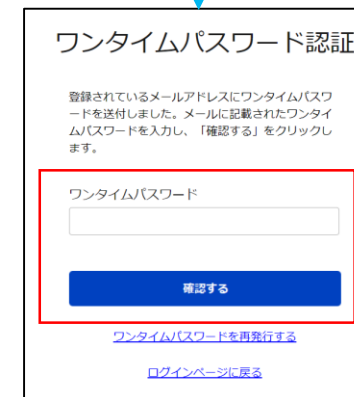 ワンタイムパスワード認証
登録されているメールアドレスにワンタイムパスワ
ードを送付しました。メールに記載されたワンタイ
ムパスワードを入力し、「確認する」をクリックし
ます。
ワンタイムパスワード
確認する
ワンタイムパスワードを再発行する
ログインページに戻る